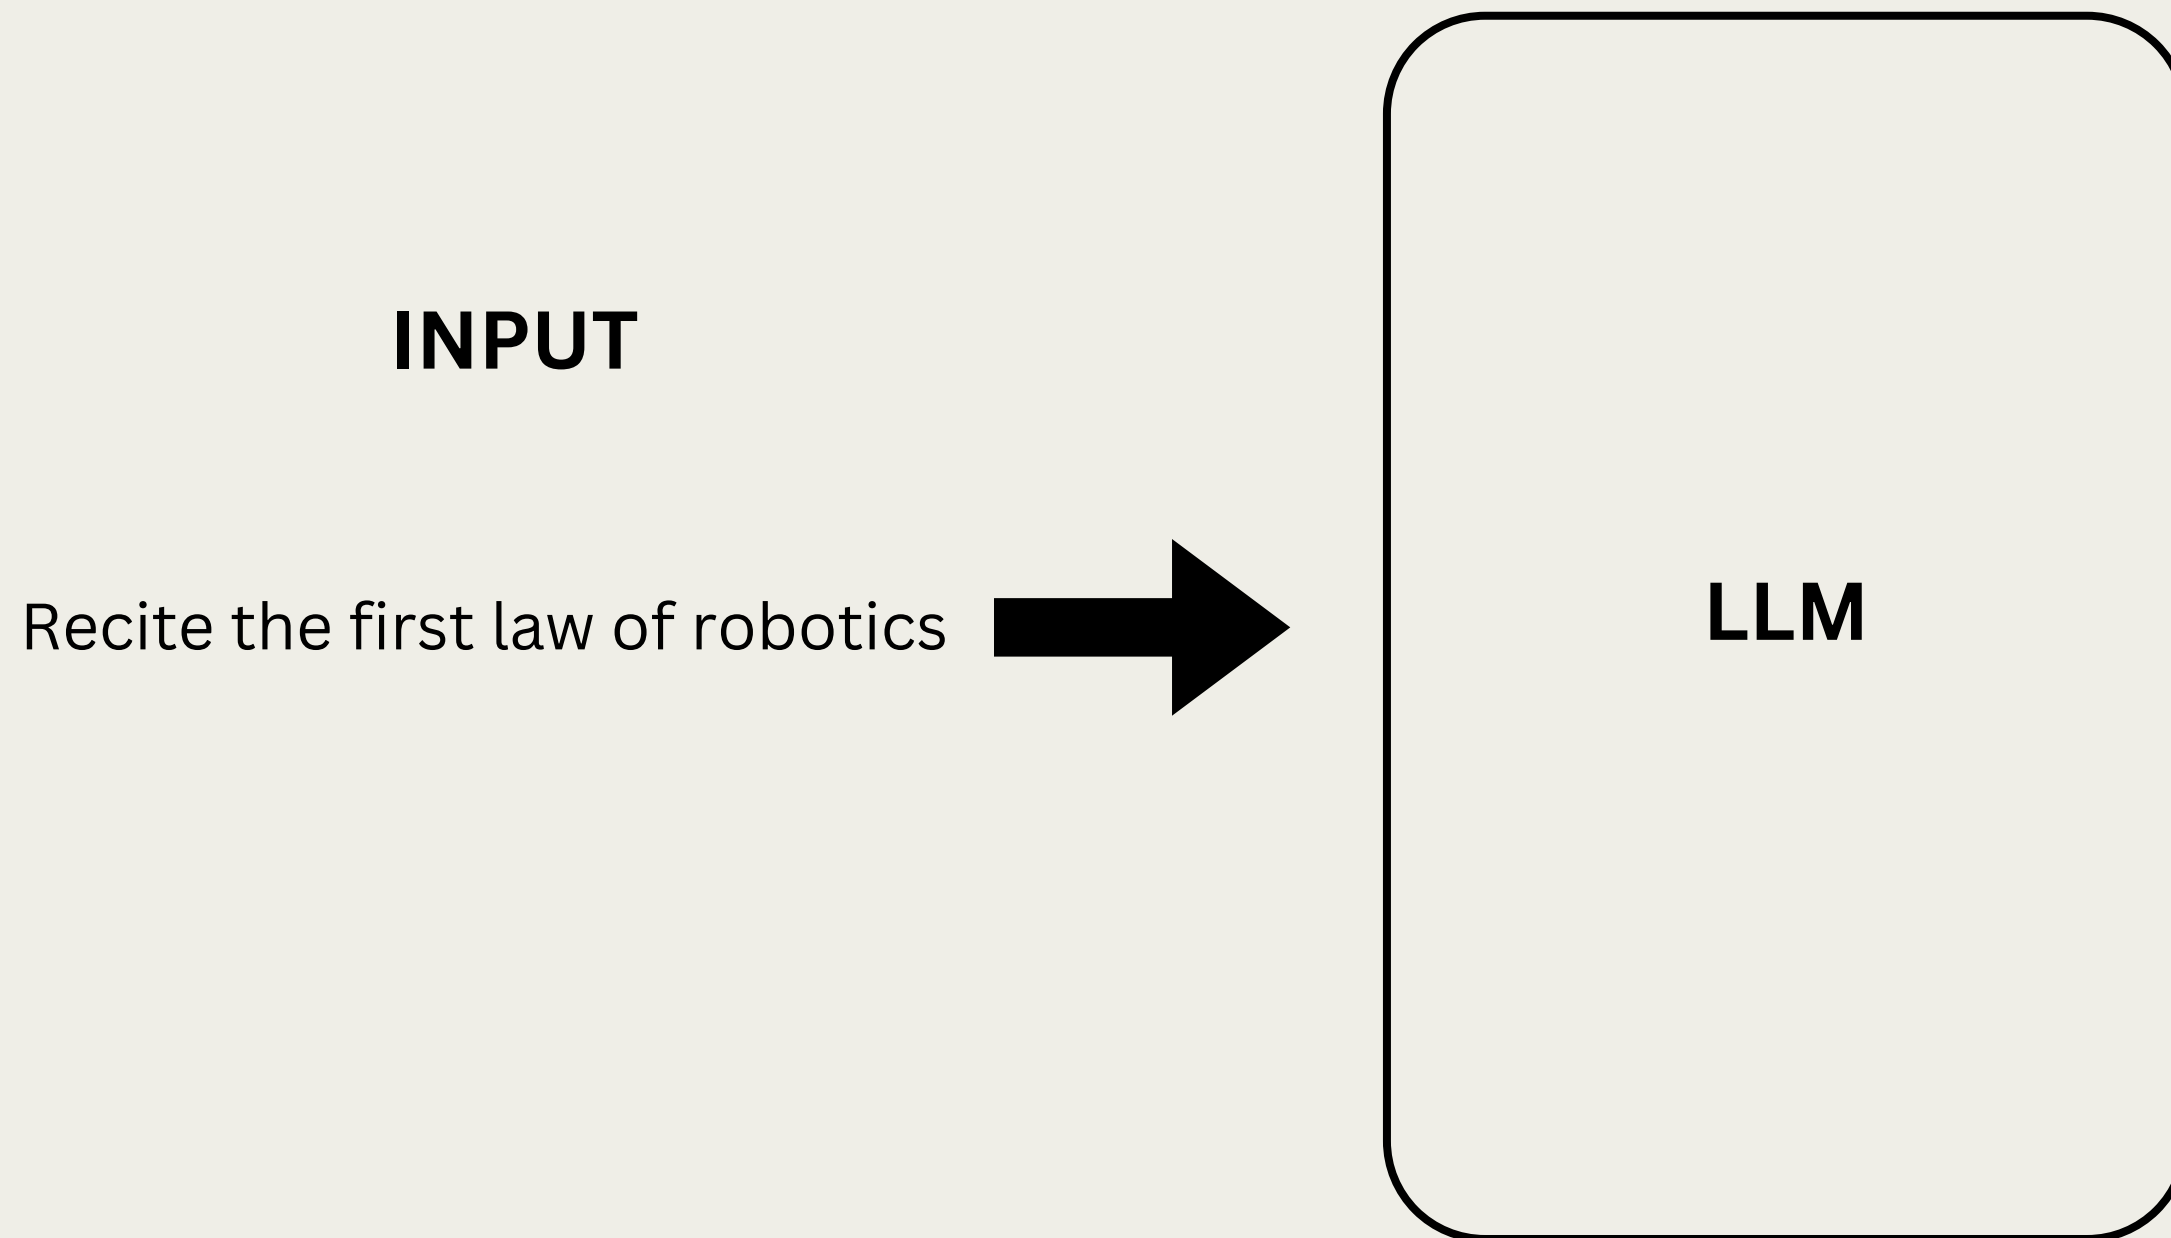 INPUT
Recite the first law of robotics
LLM